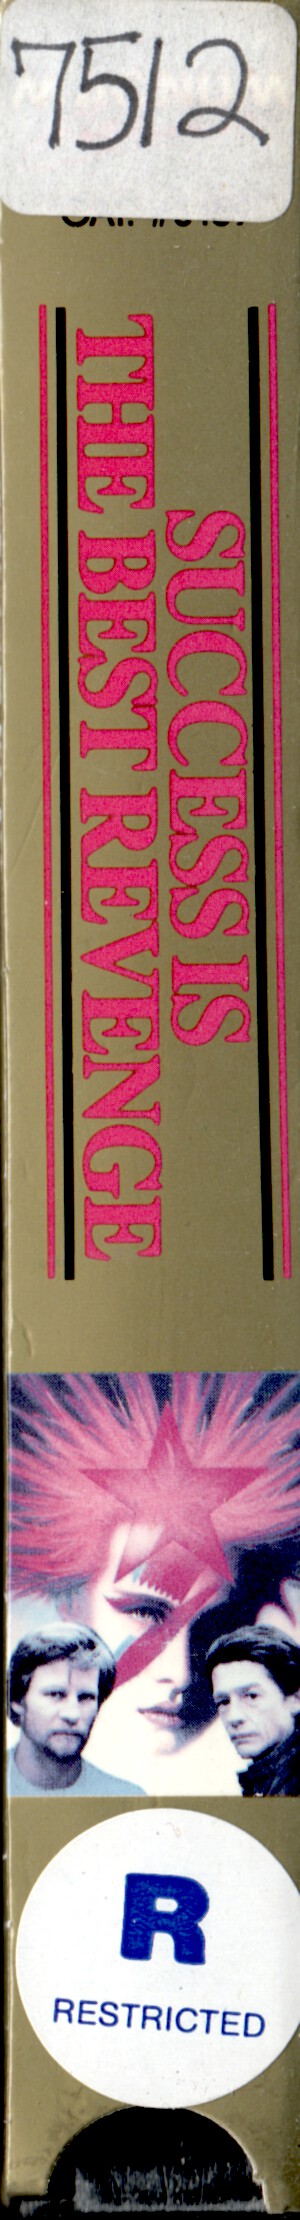 7512
SUCCESS IS
THE BEST REVENGE
R
RESTRICTED